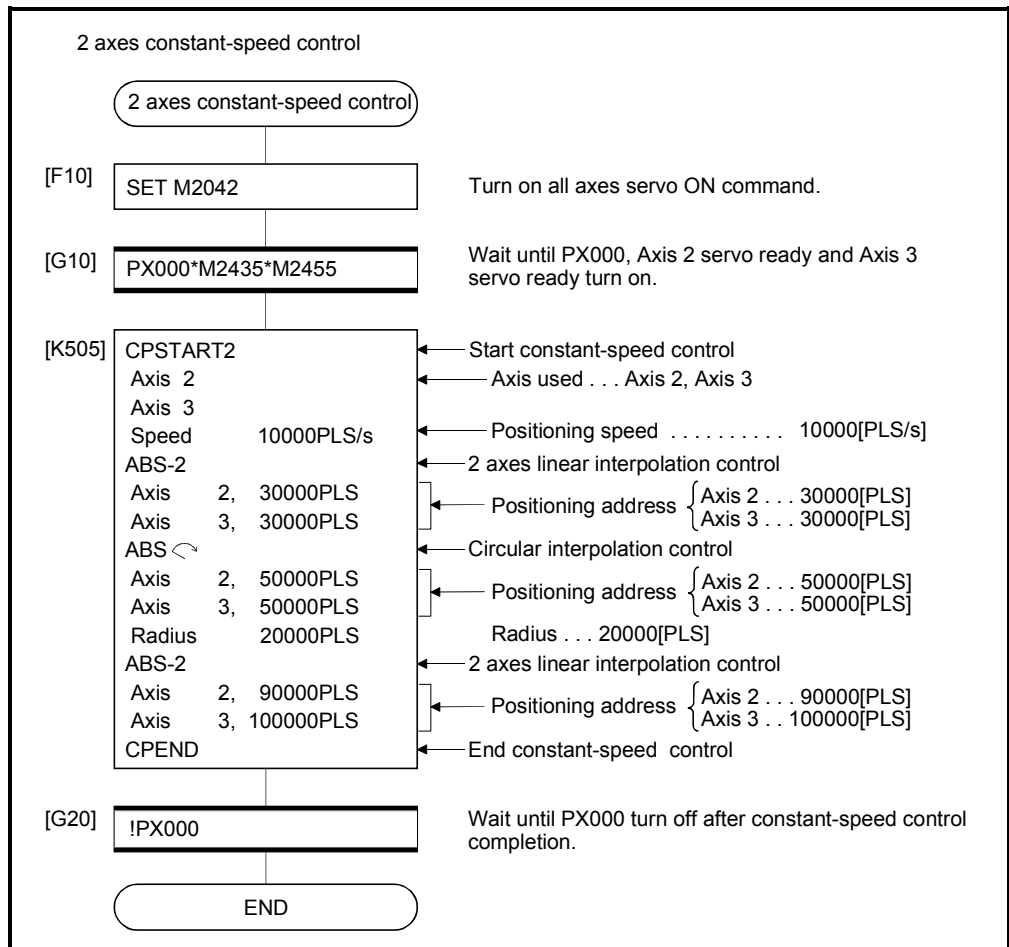 2 axes constant-speed control
2 axes constant-speed control
[F10]
SET M2042
Turn on all axes servo ON command.
[G10]
PX000*M2435*M2455
Wait until PX000, Axis 2 servo ready and Axis 3
servo ready turn on.
[K505]
CPSTART2
Start constant-speed control
Axis 2
Axis used . . . Axis 2, Axis 3
Axis 3
Speed 10000PLS/s
Positioning speed . . . . . . . . . . 10000[PLS/s]
ABS-2
2 axes linear interpolation control
Axis 2, 30000PLS
Axis 3, 30000PLS
Positioning address
Axis 2 . . . 30000[PLS]
Axis 3 . . . 30000[PLS]
ABS
Circular interpolation control
Axis 2, 50000PLS
Axis 3, 50000PLS
Positioning address
Axis 2 . . . 50000[PLS]
Axis 3 . . . 50000[PLS]
Radius 20000PLS
Radius . . . 20000[PLS]
ABS-2
2 axes linear interpolation control
Axis 2, 90000PLS
Axis 3, 100000PLS
Positioning address
Axis 2 . . . 90000[PLS]
Axis 3 . . 100000[PLS]
CPEND
End constant-speed control
[G20]
!PX000
Wait until PX000 turn off after constant-speed control
completion.
END